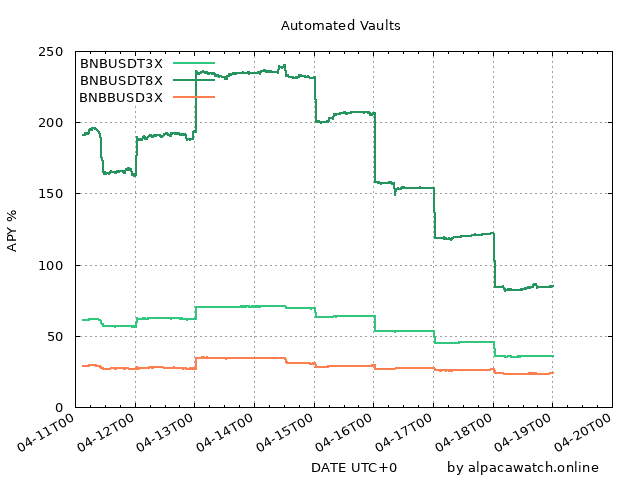 Automated Vaults
BNBUSDT3X
BNBUSDT8X
BNBBUSD3X
APY %
250
200
150
100
50
0
04-11T00
04-12T00
04-13T00
04-14T00
04-15T00
04-16T00
04-17T00
04-18T00
04-19T00
04-20T00
DATE UTC+0
by alpacawatch.online